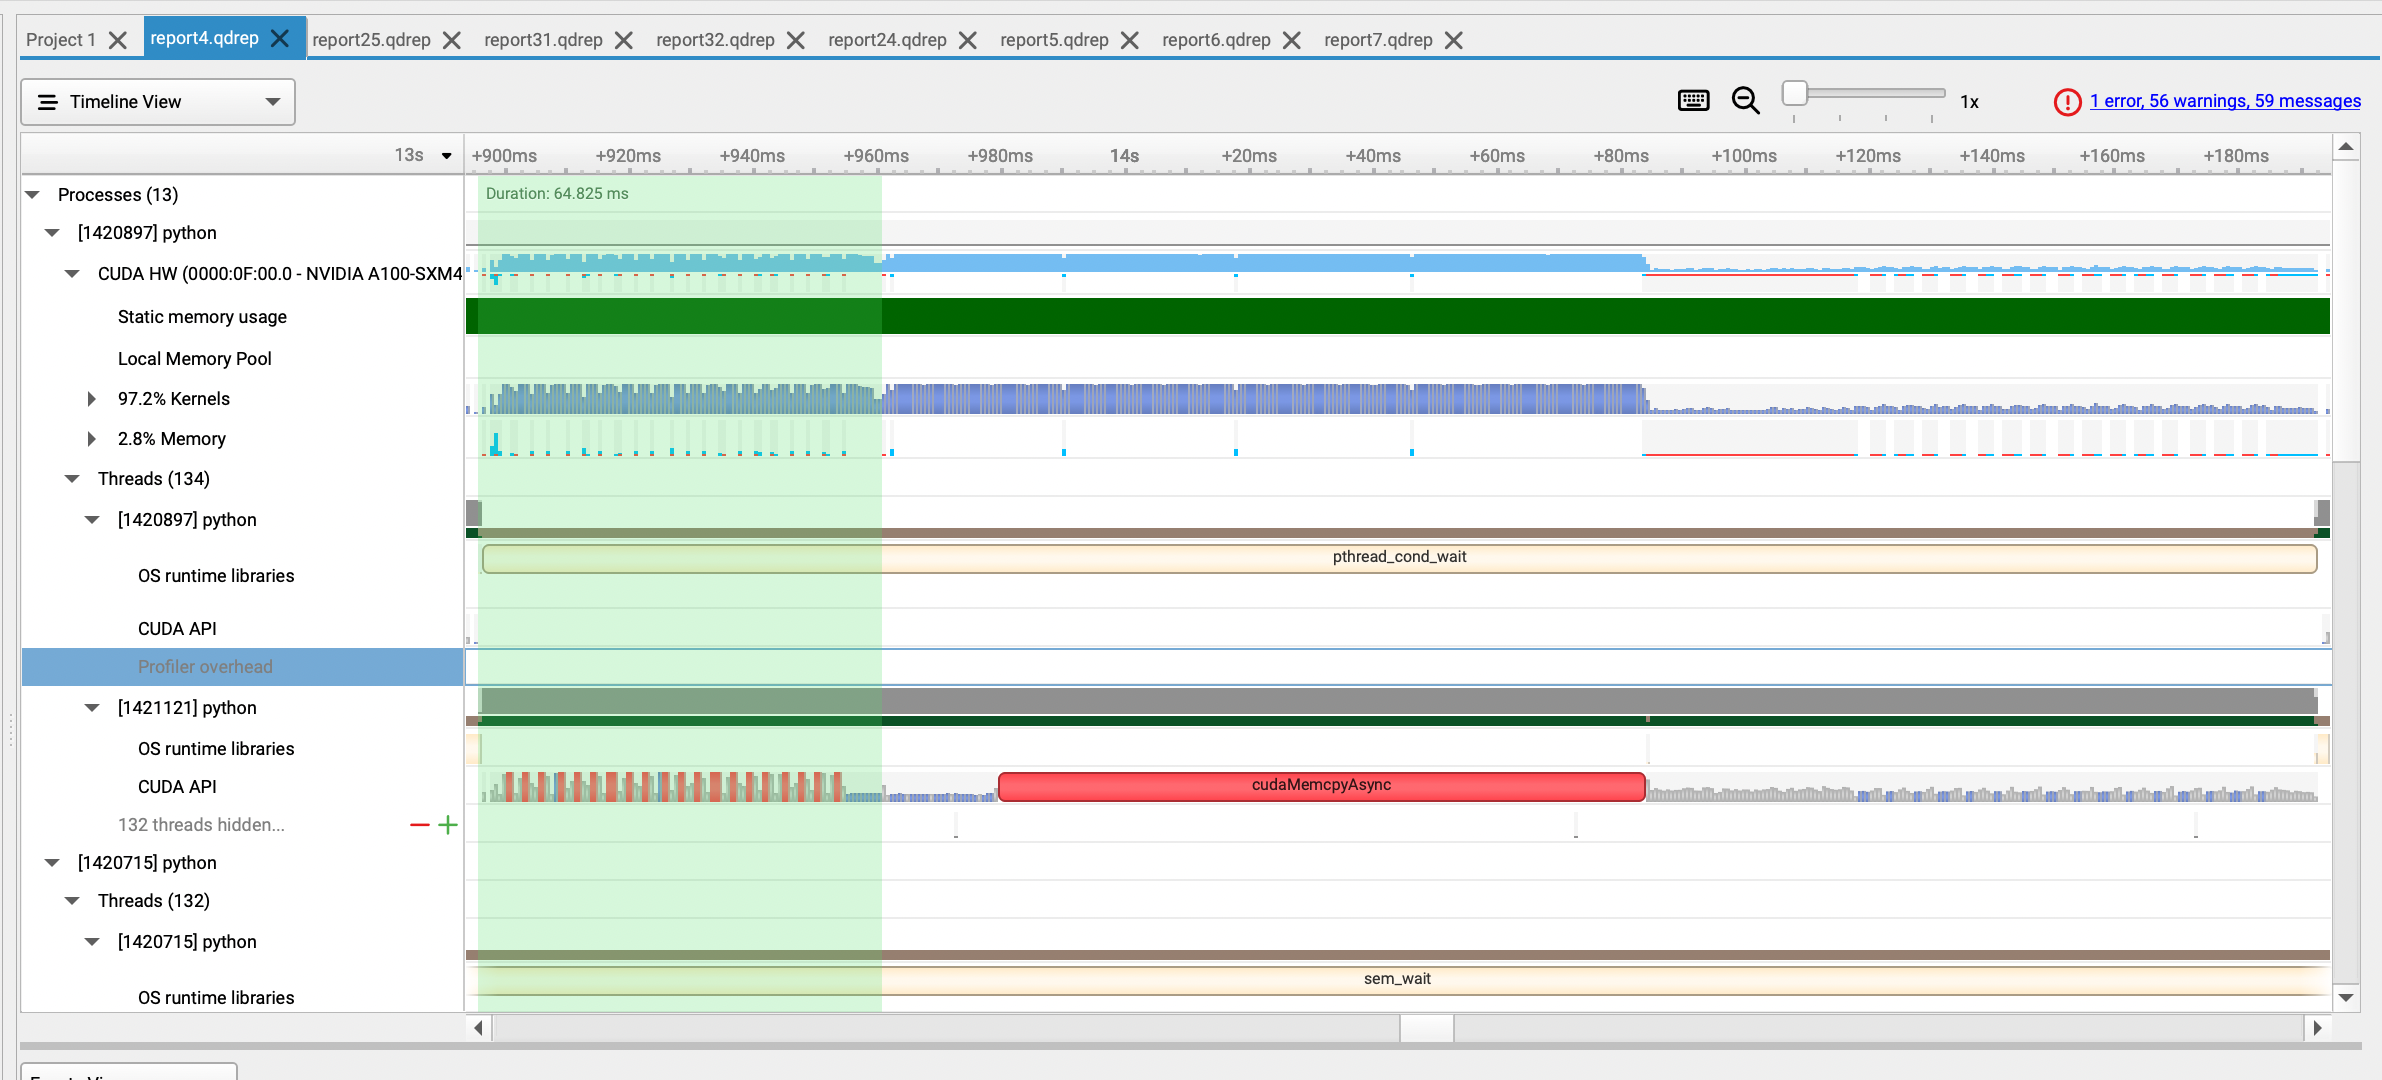 Project 1
report4.qdrep
report25.qdrep
report31.qdrep
report32.qdrep
report24.qdrep
report5.qdrep
report6.qdrep
report7.qdrep
Timeline View
1x
1 error, 56 warnings, 59 messages
13s
+900ms
+920ms
+940ms
+960ms
+980ms
14s
+20ms
+40ms
+60ms
+80ms
+100ms
+120ms
+140ms
+160ms
+180ms
Processes (13)
Duration: 64.825 ms
[1420897] python
CUDA HW (0000:0F:00.0 - NVIDIA A100-SXM4
Static memory usage
Local Memory Pool
97.2% Kernels
2.8% Memory
Threads (134)
[1420897] python
OS runtime libraries
pthread_cond_wait
CUDA API
Profiler overhead
[1421121] python
OS runtime libraries
CUDA API
cudaMemcpyAsync
132 threads hidden...
[1420715] python
Threads (132)
[1420715] python
OS runtime libraries
sem_wait